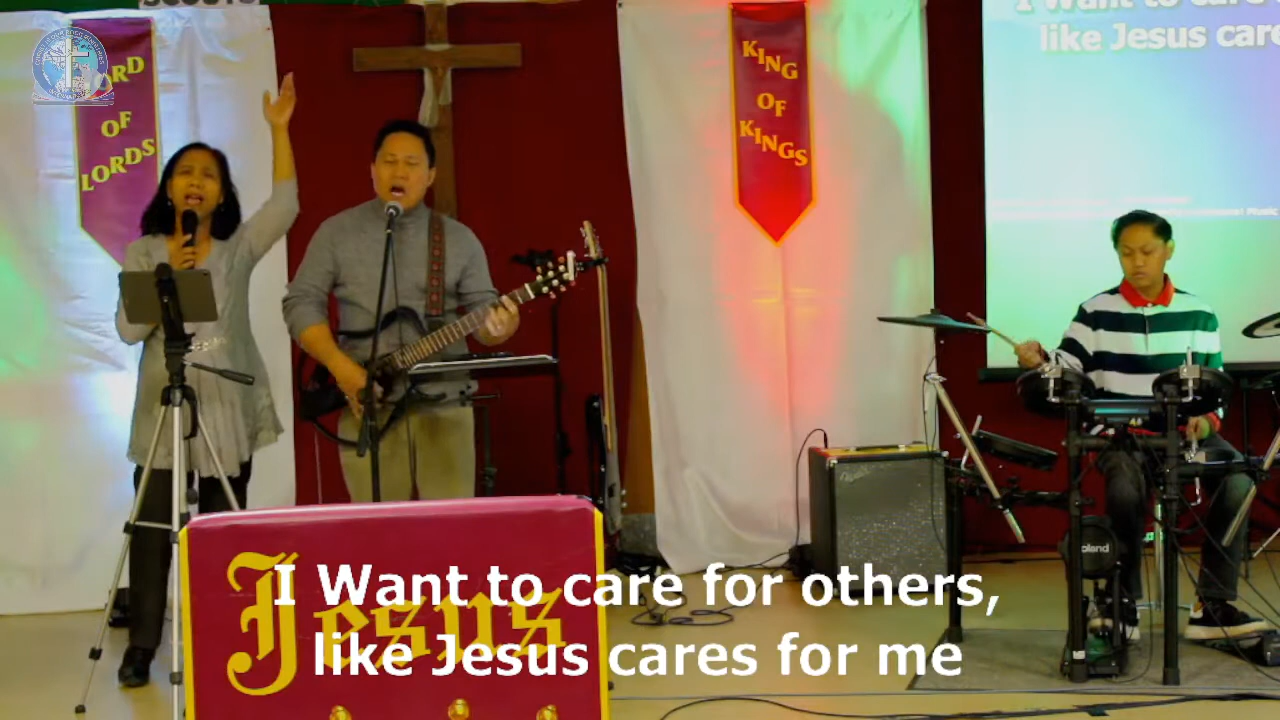 SCOUTS
LORD
OF
LORDS
KING
OF
KINGS
I Want to care
like Jesus care
Roland
Jesus
I Want to care for others,
like Jesus cares for me